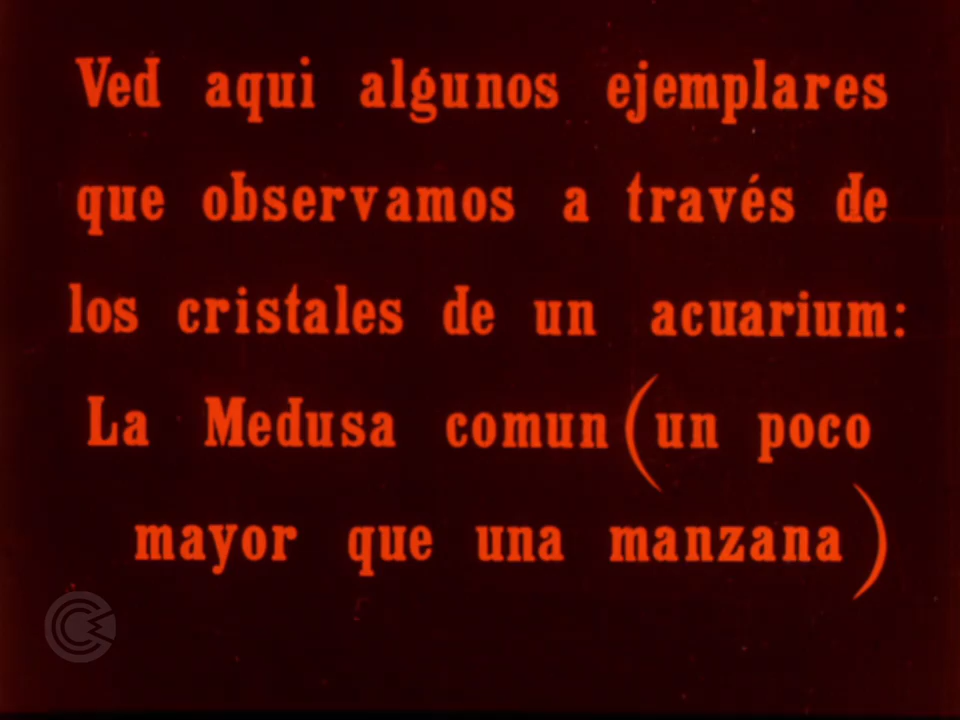 Ved aqui algunos ejemplares
que observamos a través de
los cristales de un acuarium:
La Medusa comun (un poco
mayor que una manzana)